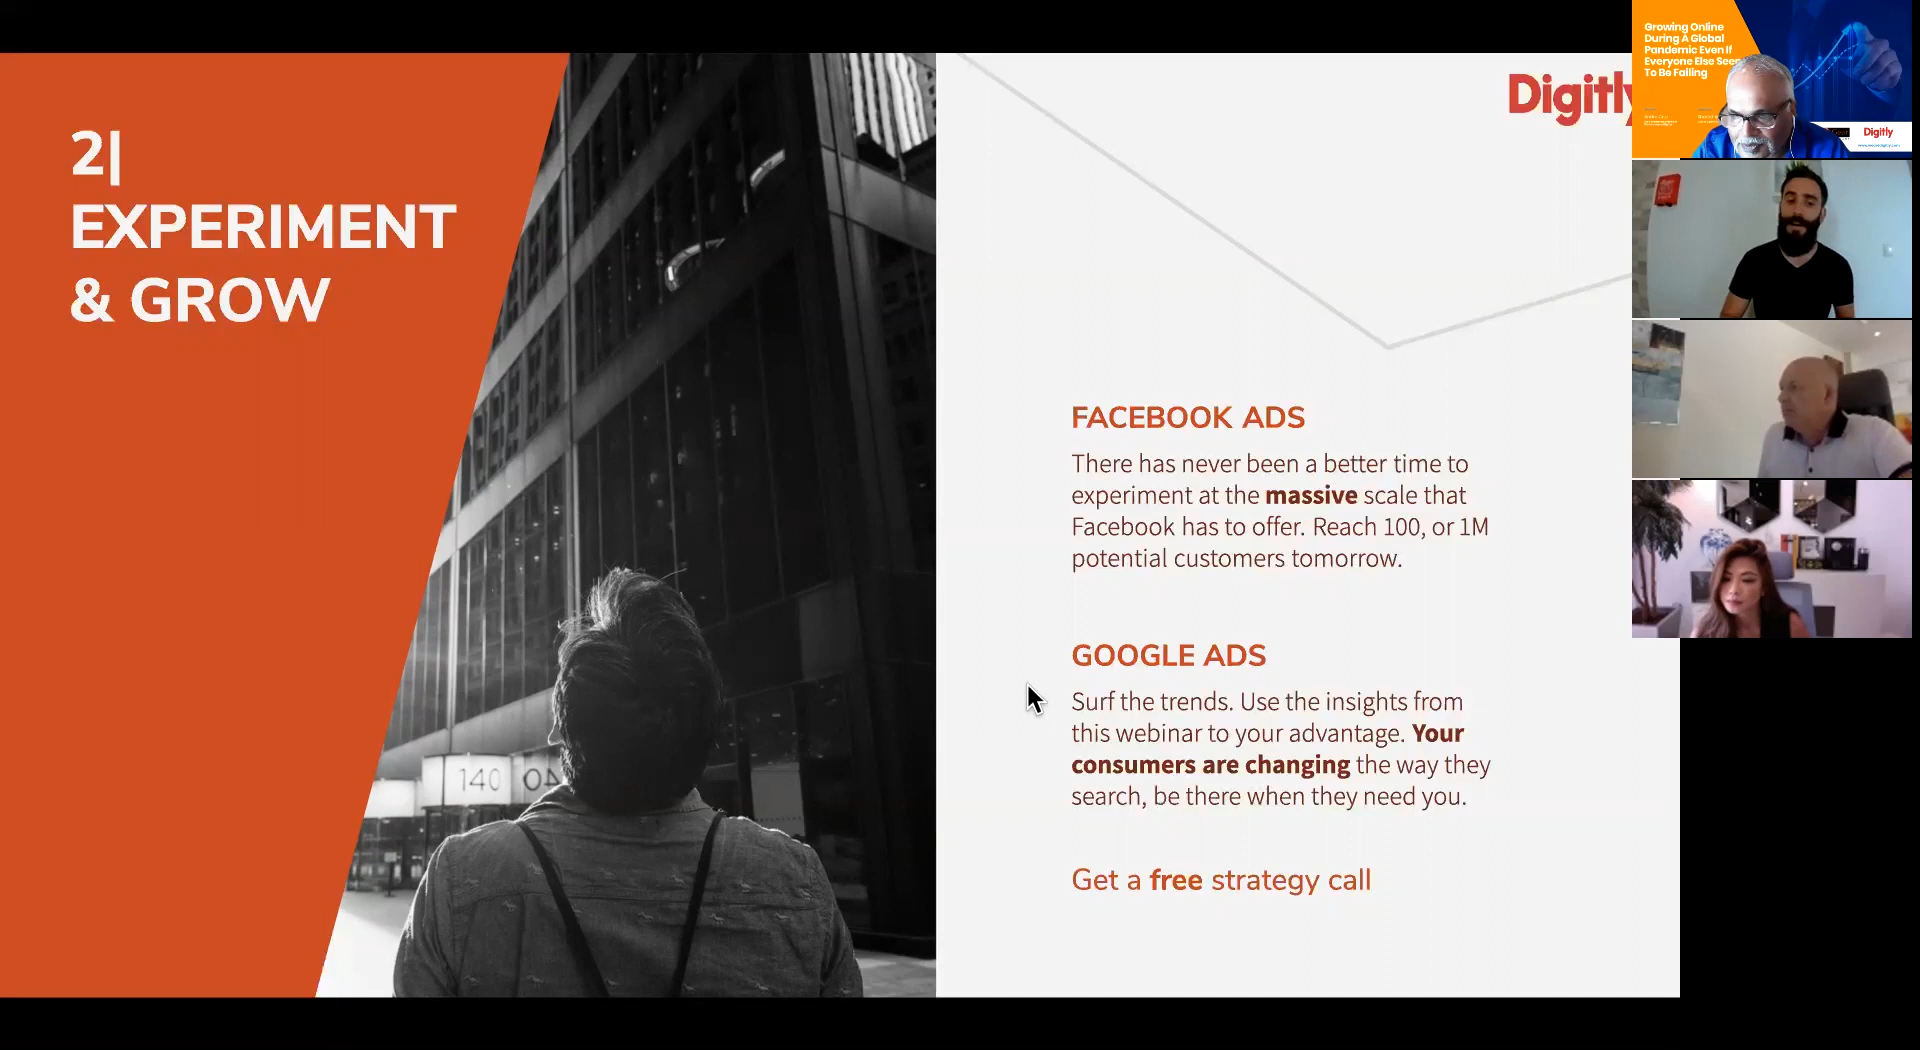 2|
EXPERIMENT
& GROW
140
Digitly
FACEBOOK ADS
There has never been a better time to
experiment at the massive scale that
Facebook has to offer. Reach 100, or 1M
potential customers tomorrow.
GOOGLE ADS
Surf the trends. Use the insights from
this webinar to your advantage. Your
consumers are changing the way they
search, be there when they need you.
Get a free strategy call
Growing Online
During A Global
Pandemic Even If
Everyone Else
To Be Failing
Digitly